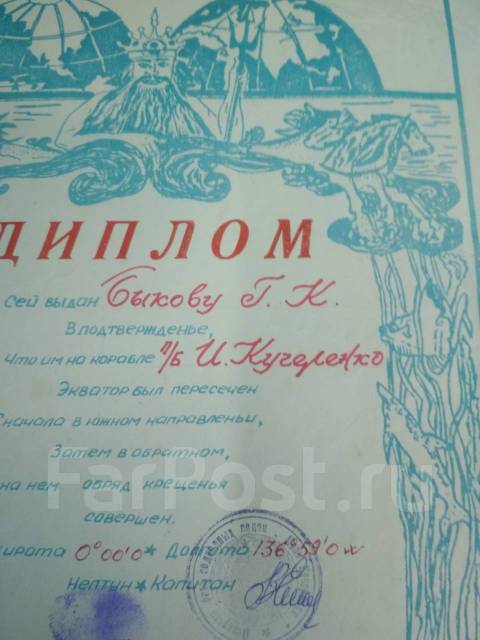 ДИПЛОМ
Сей выдан Быкову Г. К.
В подтвержденье,
Что им на корабле п/б И. Кучеренко
Экватор был пересечен
Сначала в южном направленьи,
Затем в обратном,
на нем обряд крещенья
совершен.
FarPost.ru
Широта 0°00'0 * Долгота 136°59'0 w
Нептун * Капитан